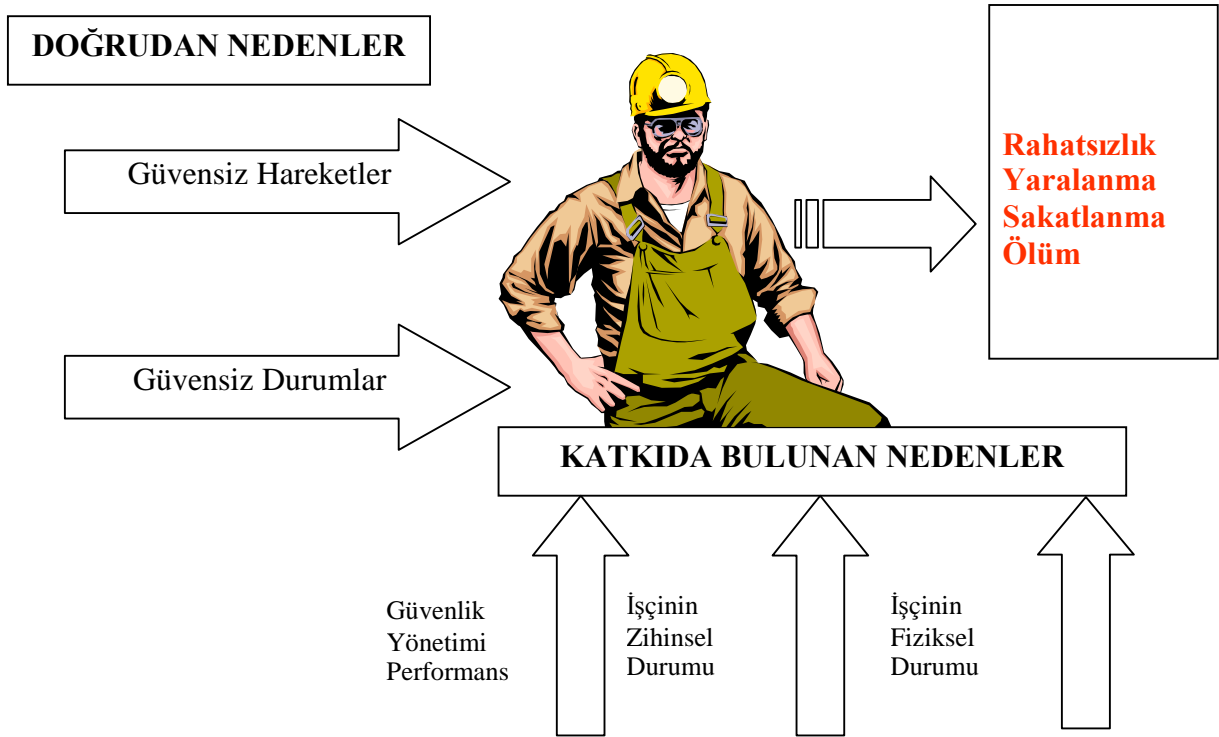 DOĞRUDAN NEDENLER
Güvensiz Hareketler
Güvensiz Durumlar
Rahatsızlık
Yaralanma
Sakatlanma
Ölüm
KATKIDA BULUNAN NEDENLER
Güvenlik
Yönetimi
Performans
İşçinin
Zihinsel
Durumu
İşçinin
Fiziksel
Durumu